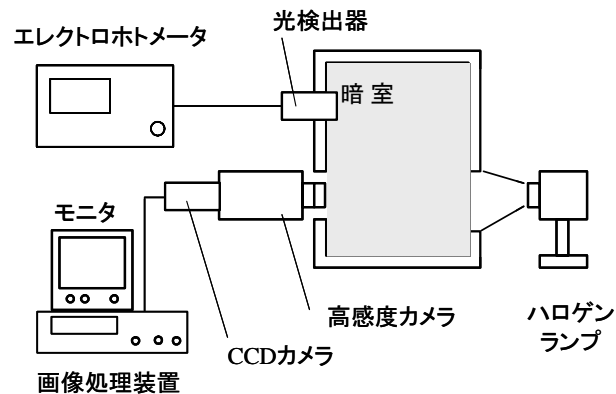 光検出器
エレクトロホトメータ
暗 室
モニタ
高感度カメラ
ハロゲン
ランプ
CCDカメラ
画像処理装置